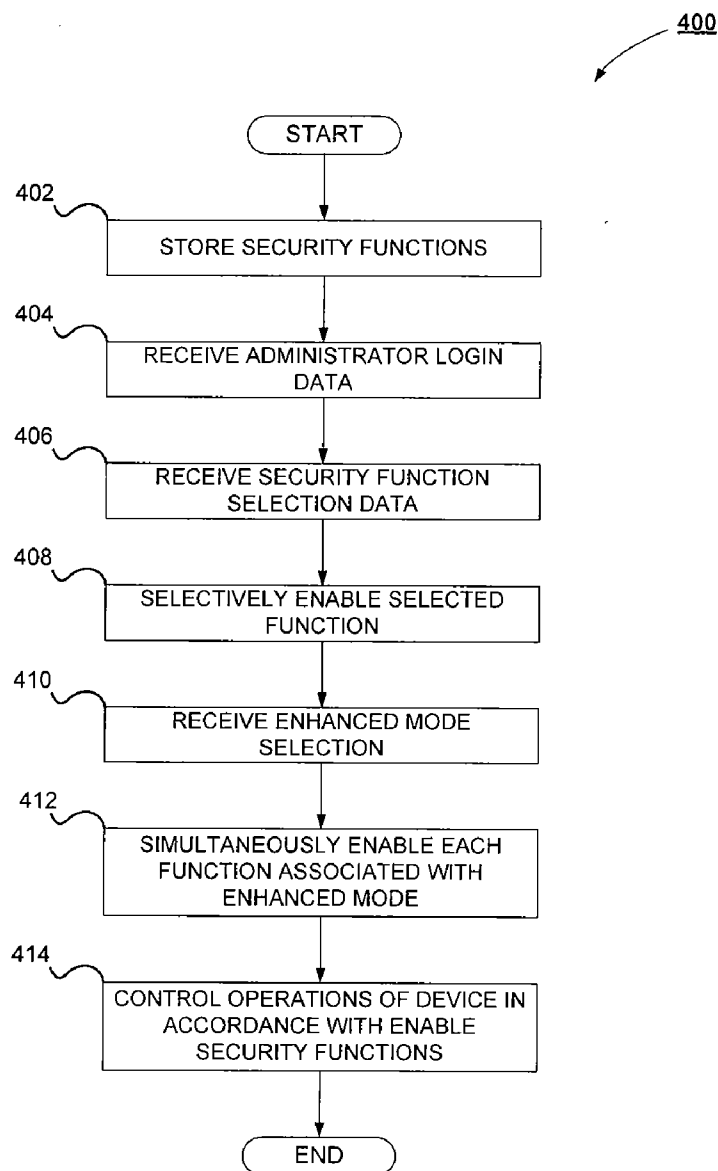 400
START
402
STORE SECURITY FUNCTIONS
404
RECEIVE ADMINISTRATOR LOGIN
DATA
406
RECEIVE SECURITY FUNCTION
SELECTION DATA
408
SELECTIVELY ENABLE SELECTED
FUNCTION
410
RECEIVE ENHANCED MODE
SELECTION
412
SIMULTANEOUSLY ENABLE EACH
FUNCTION ASSOCIATED WITH
ENHANCED MODE
414
CONTROL OPERATIONS OF DEVICE IN
ACCORDANCE WITH ENABLE
SECURITY FUNCTIONS
END